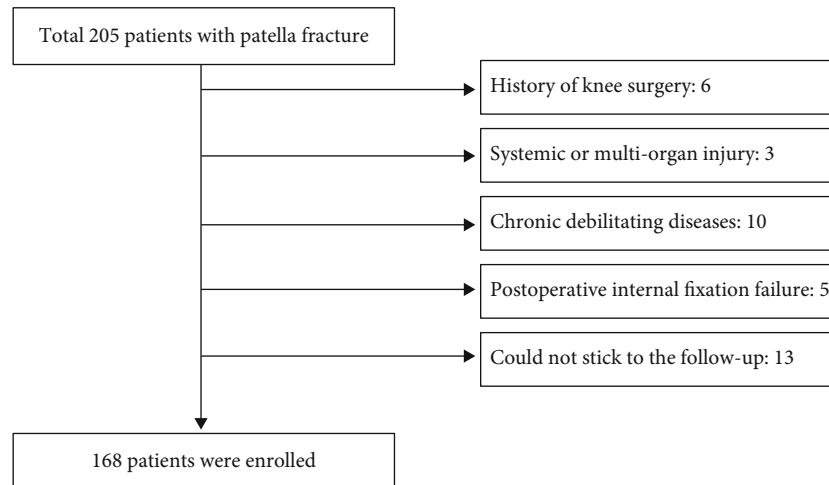 Total 205 patients with patella fracture
History of knee surgery: 6
Systemic or multi-organ injury: 3
Chronic debilitating diseases: 10
Postoperative internal fixation failure: 5
Could not stick to the follow-up: 13
168 patients were enrolled